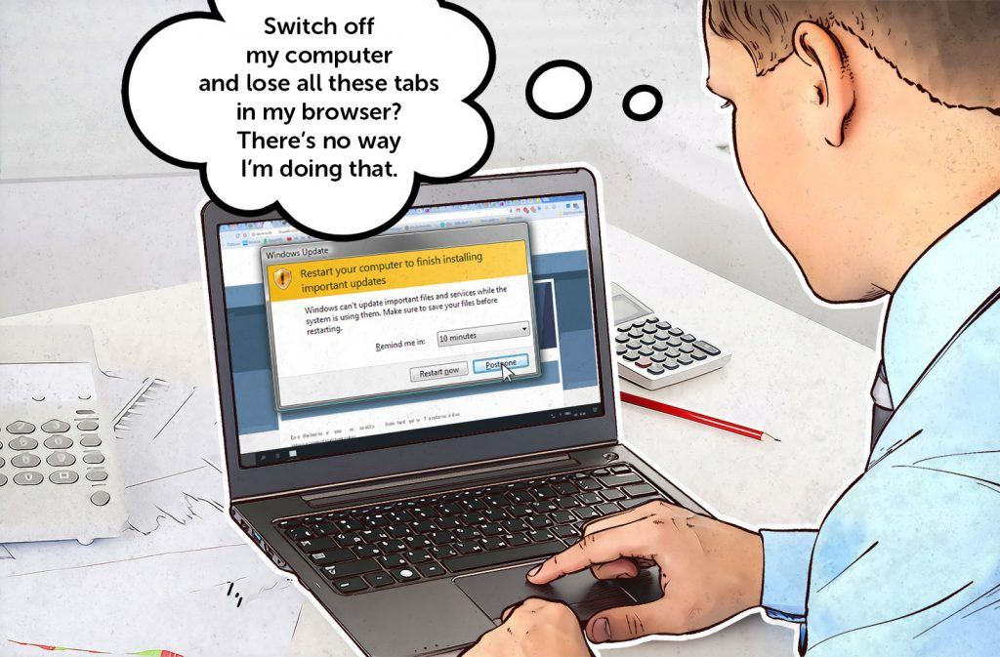 Switch off
my computer
and lose all these tabs
in my browser?
There's no way
I'm doing that.
Windows Update
Restart your computer to finish installing
important updates
Windows can't update important files and services while the
system is using them. Make sure to save your files before
restarting.
Remind me in: 10 minutes
Restart now Postpone